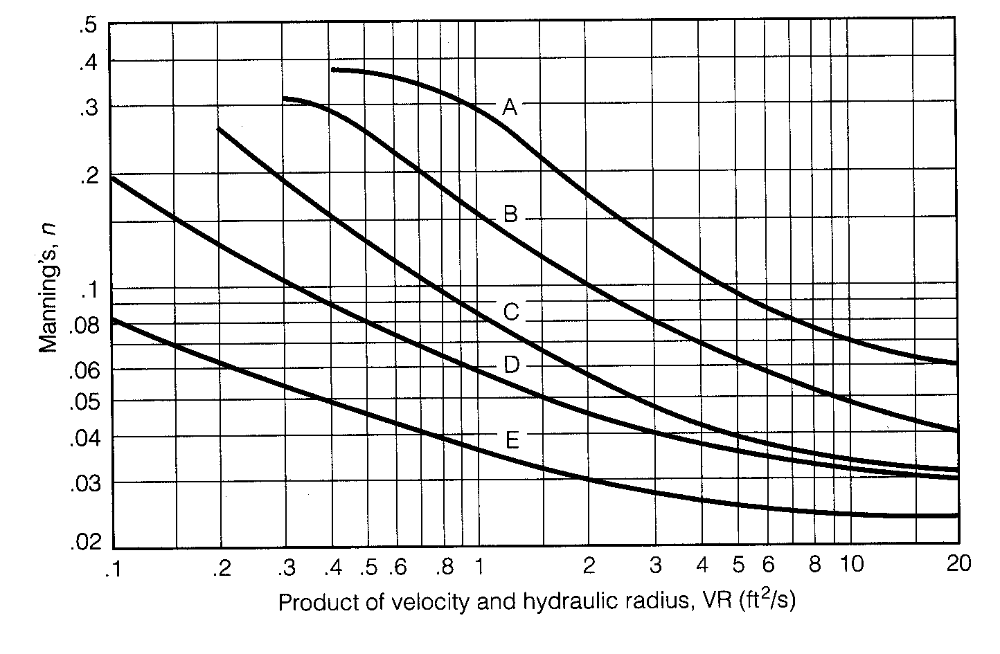 .5
.4
.3
.2
.1
.08
.06
.05
.04
.03
.02
Manning's, n
A
B
C
D
E
.1 .2 .3 .4 .5 .6 .8 1 2 3 4 5 6 8 10 20
Product of velocity and hydraulic radius, VR (ft²/s)